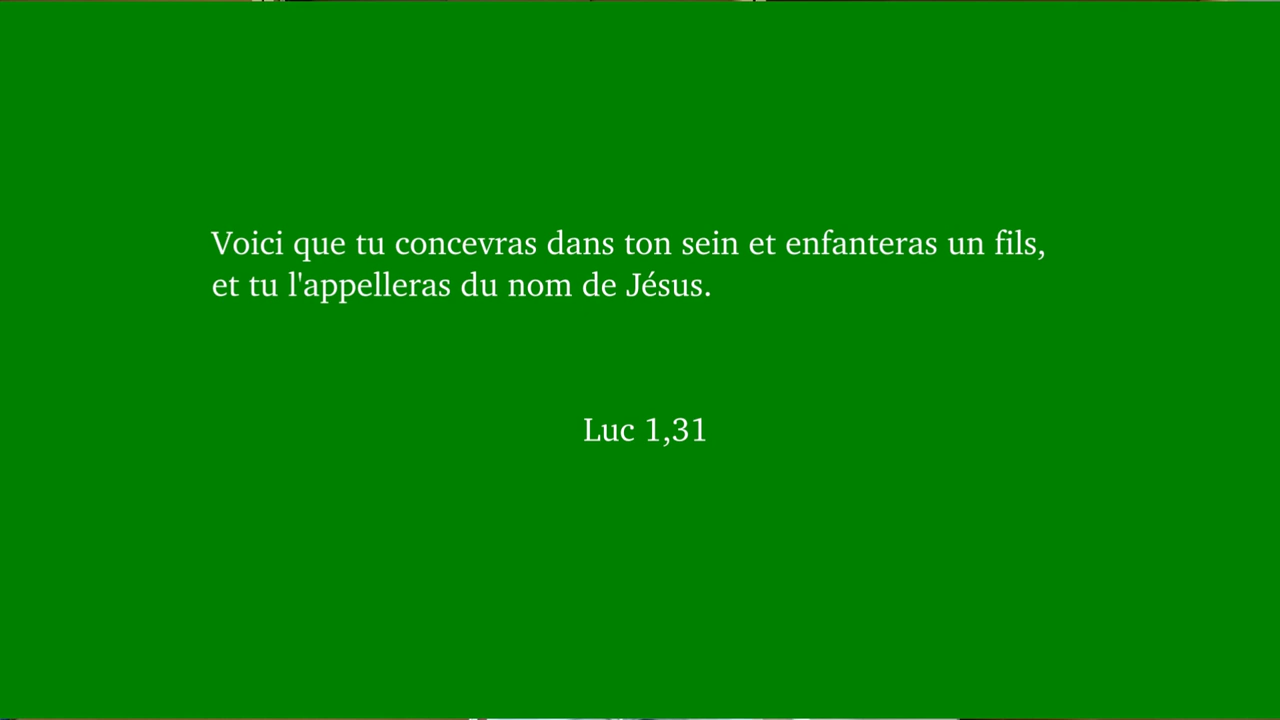 Voici que tu concevras dans ton sein et enfanteras un fils,
et tu l'appelleras du nom de Jésus.
Luc 1,31